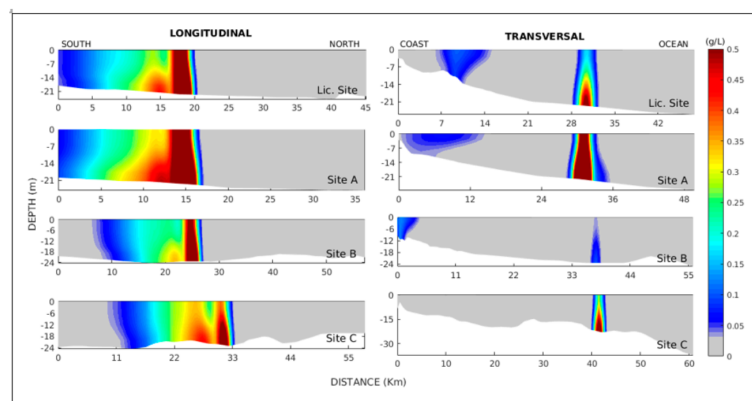 LONGITUDINAL
TRANSVERSAL
(g/L)
SOUTH NORTH
COAST OCEAN
0
-7
-14
-21
Lic. Site
0 5 10 15 20 25 30 35 40 45
0
-7
-14
-21
Lic. Site
0 7 14 21 28 35 42
0
-7
-14
-21
Site A
0 5 10 15 20 25 30 35
0
-7
-14
-21
Site A
0 12 24 36 48
0
-6
-12
-18
-24
Site B
0 10 20 30 40 50
0
-6
-12
-18
-24
Site B
0 11 22 33 44 55
0
-6
-12
-18
-24
Site C
0 11 22 33 44 55
0
-15
-30
Site C
0 10 20 30 40 50 60
0.5
0.45
0.4
0.35
0.3
0.25
0.2
0.15
0.1
0.05
0
DEPTH (m)
DISTANCE (Km)